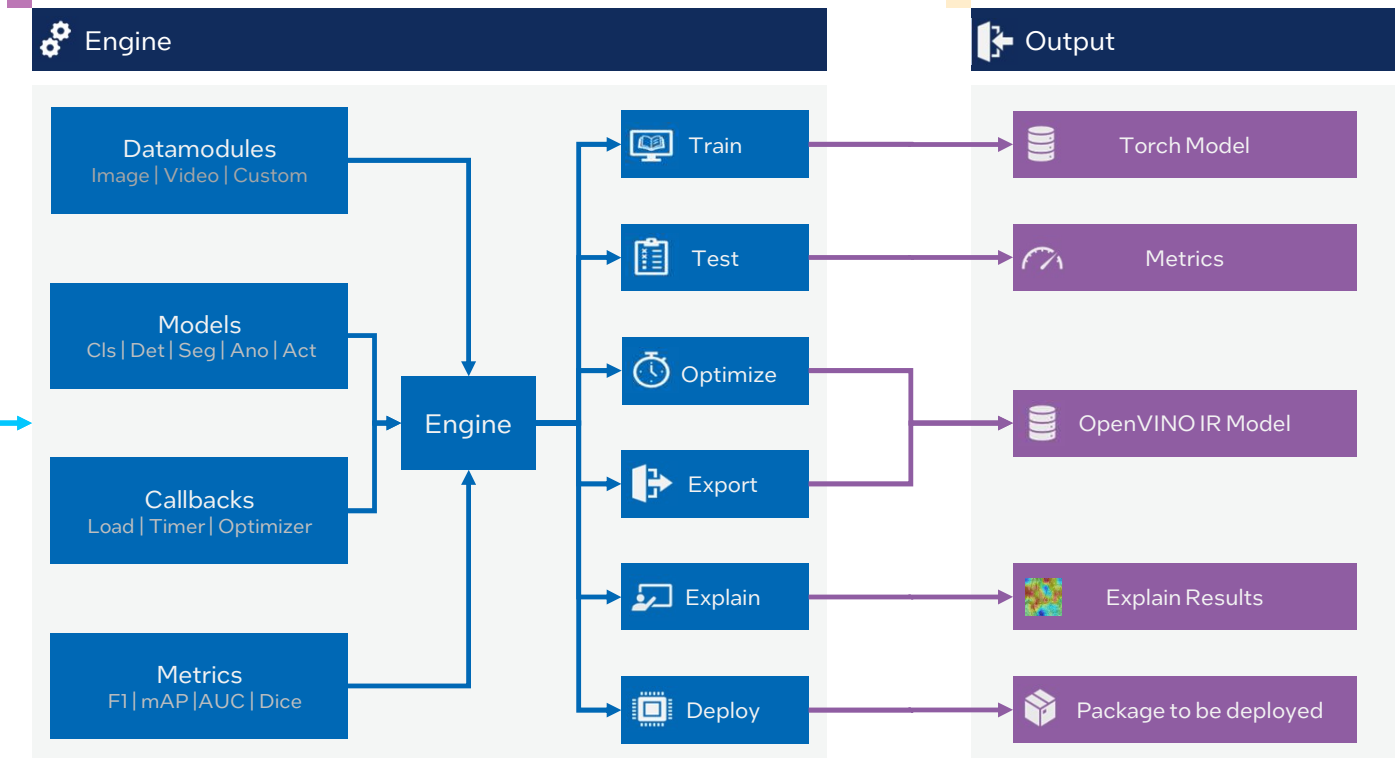 Engine
Output
Datamodules
Image | Video | Custom
Models
Cls | Det | Seg | Ano | Act
Callbacks
Load | Timer | Optimizer
Metrics
F1 | mAP |AUC | Dice
Engine
Train
Test
Optimize
Export
Explain
Deploy
Torch Model
Metrics
OpenVINO IR Model
Explain Results
Package to be deployed